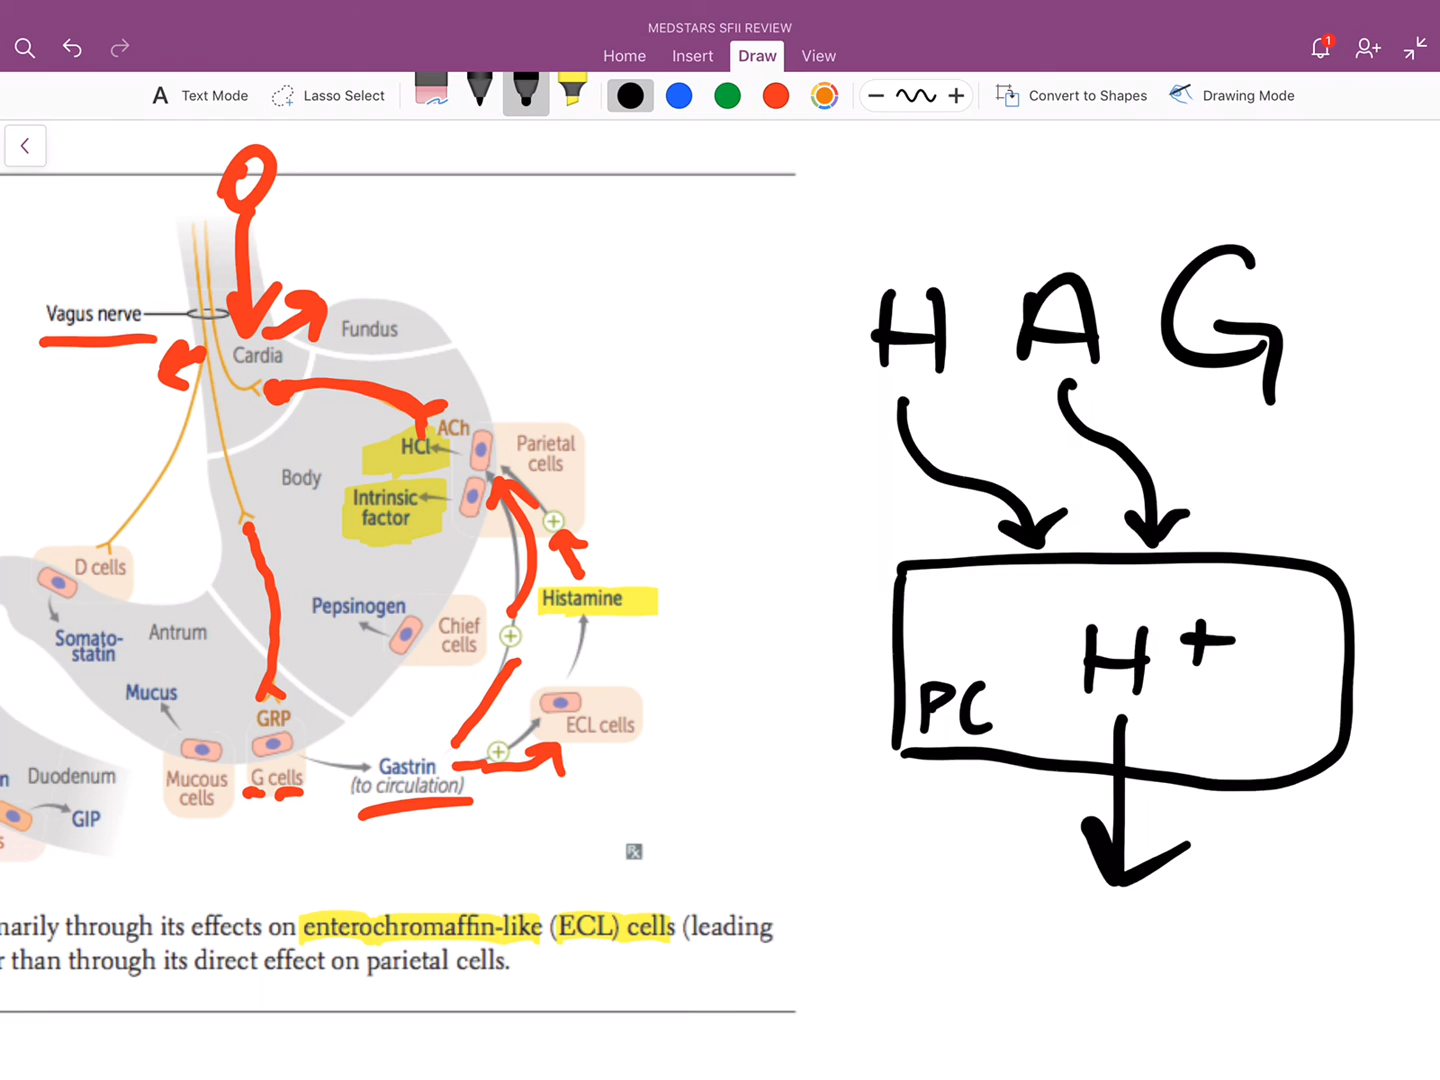 MEDSTARS SFII REVIEW
Home Insert Draw View
1
A Text Mode Lasso Select Convert to Shapes Drawing Mode
Vagus nerve
Fundus
Cardia
ACh
HCl
Parietal
cells
Body
Intrinsic
factor
D cells
Histamine
Pepsinogen
Chief
cells
Somato-
statin
Antrum
Mucus
GRP
ECL cells
Gastrin
(to circulation)
Duodenum
Mucous
cells
G cells
n
GIP
s
Rx
marily through its effects on enterochromaffin-like (ECL) cells (leading
r than through its direct effect on parietal cells.
H A G
H +
PC